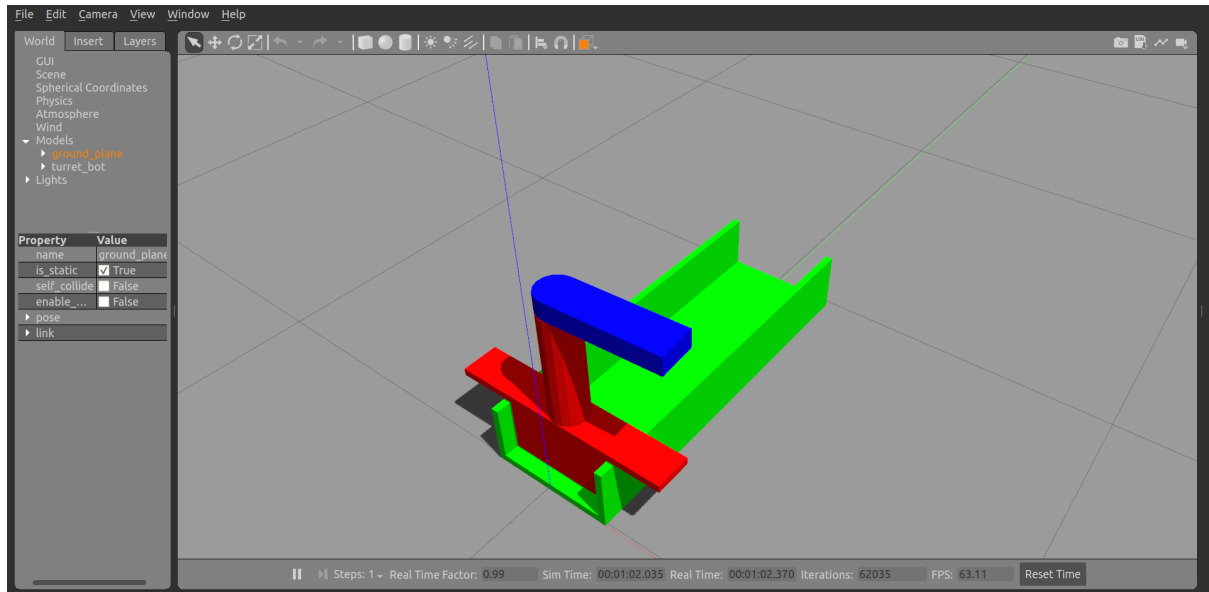 File Edit Camera View Window Help
World Insert Layers
GUI
Scene
Spherical Coordinates
Physics
Atmosphere
Wind
Models
ground_plane
turret_bot
Lights
Property Value
name ground_plane
is_static True
self_collide False
enable_... False
pose
link
Steps: 1 Real Time Factor: 0.99 Sim Time: 00:01:02.035 Real Time: 00:01:02.370 Iterations: 62035 FPS: 63.11 Reset Time